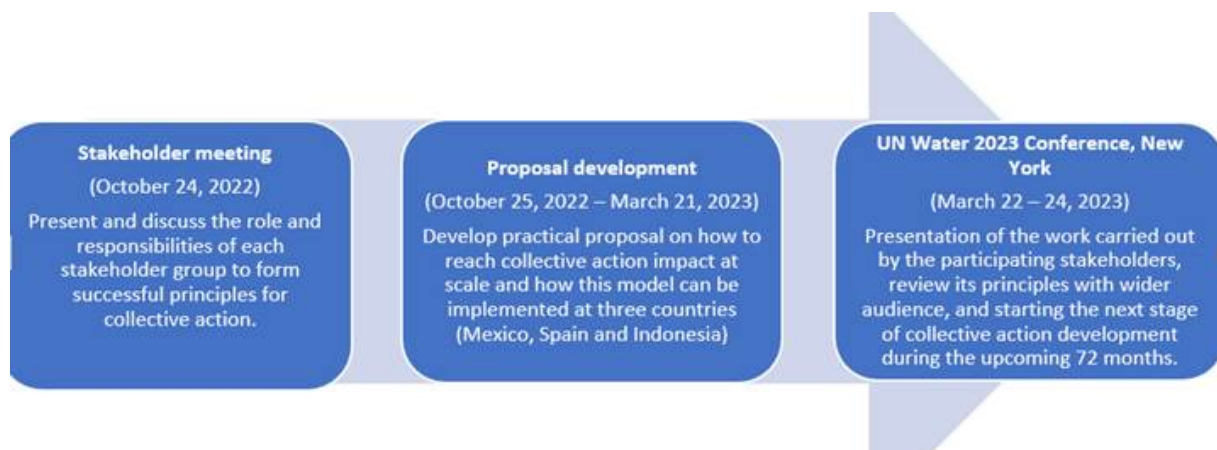 Stakeholder meeting
(October 24, 2022)
Present and discuss the role and
responsibilities of each
stakeholder group to form
successful principles for
collective action.
Proposal development
(October 25, 2022 – March 21, 2023)
Develop practical proposal on how to
reach collective action impact at
scale and how this model can be
implemented at three countries
(Mexico, Spain and Indonesia)
UN Water 2023 Conference, New
York
(March 22 – 24, 2023)
Presentation of the work carried out
by the participating stakeholders,
review its principles with wider
audience, and starting the next stage
of collective action development
during the upcoming 72 months.